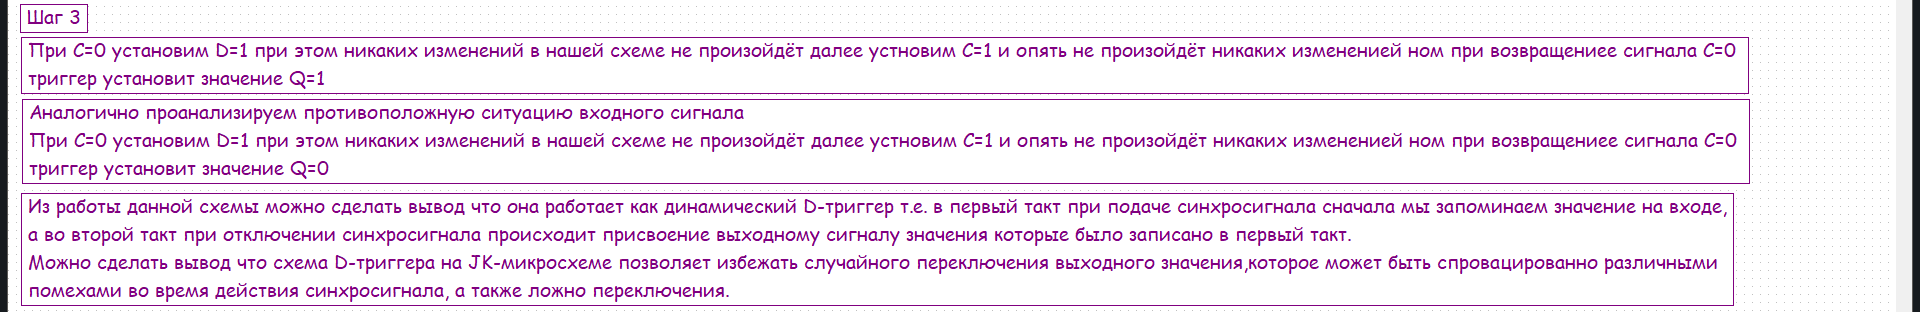 Шаг 3
При C=0 установим D=1 при этом никаких изменений в нашей схеме не произойдёт далее устновим C=1 и опять не произойдёт никаких измененией ном при возвращениее сигнала C=0
триггер установит значение Q=1
Аналогично проанализируем противоположную ситуацию входного сигнала
При C=0 установим D=1 при этом никаких изменений в нашей схеме не произойдёт далее устновим C=1 и опять не произойдёт никаких измененией ном при возвращениее сигнала C=0
триггер установит значение Q=0
Из работы данной схемы можно сделать вывод что она работает как динамический D-триггер т.е. в первый такт при подаче синхросигнала сначала мы запоминаем значение на входе,
а во второй такт при отключении синхросигнала происходит присвоение выходному сигналу значения которые было записано в первый такт.
Можно сделать вывод что схема D-триггера на JK-микросхеме позволяет избежать случайного переключения выходного значения,которое может быть спровацированно различными
помехами во время действия синхросигнала, а также ложно переключения.